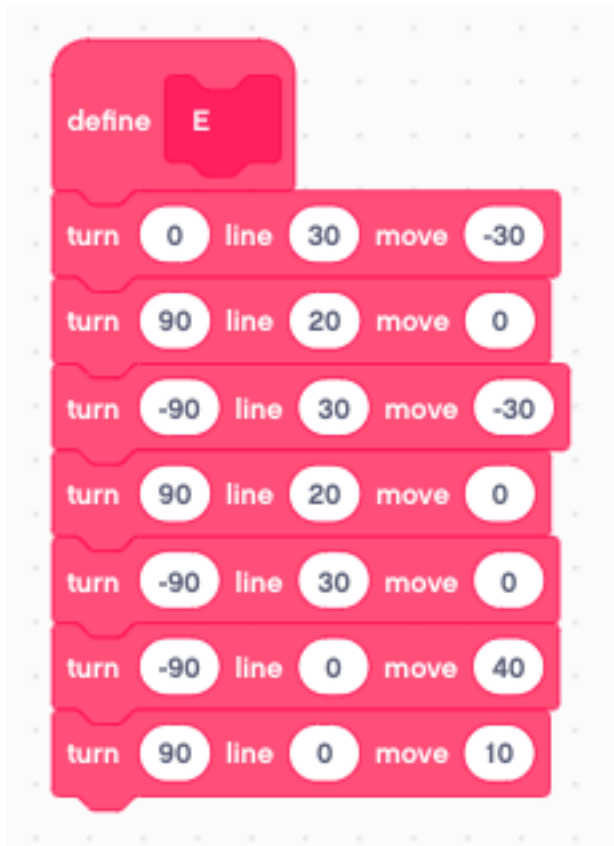 define E
turn 0 line 30 move -30
turn 90 line 20 move 0
turn -90 line 30 move -30
turn 90 line 20 move 0
turn -90 line 30 move 0
turn -90 line 0 move 40
turn 90 line 0 move 10